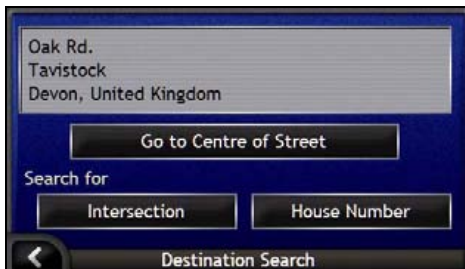 Oak Rd.
Tavistock
Devon, United Kingdom
Go to Centre of Street
Search for
Intersection House Number
Destination Search